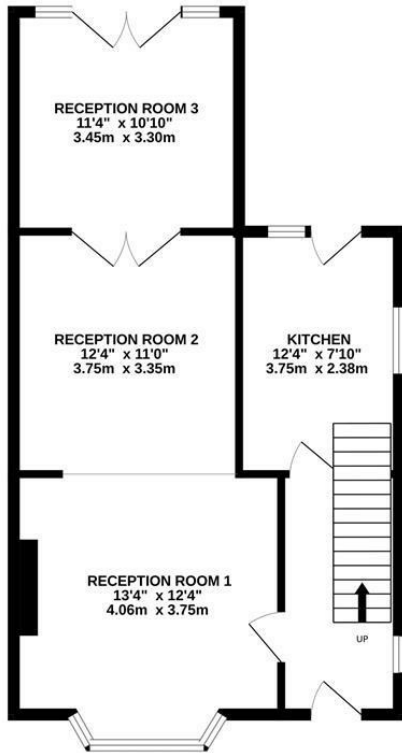 RECEPTION ROOM 3
11'4" x 10'10"
3.45m x 3.30m
RECEPTION ROOM 2
12'4" x 11'0"
3.75m x 3.35m
KITCHEN
12'4" x 7'10"
3.75m x 2.38m
RECEPTION ROOM 1
13'4" x 12'4"
4.06m x 3.75m
UP